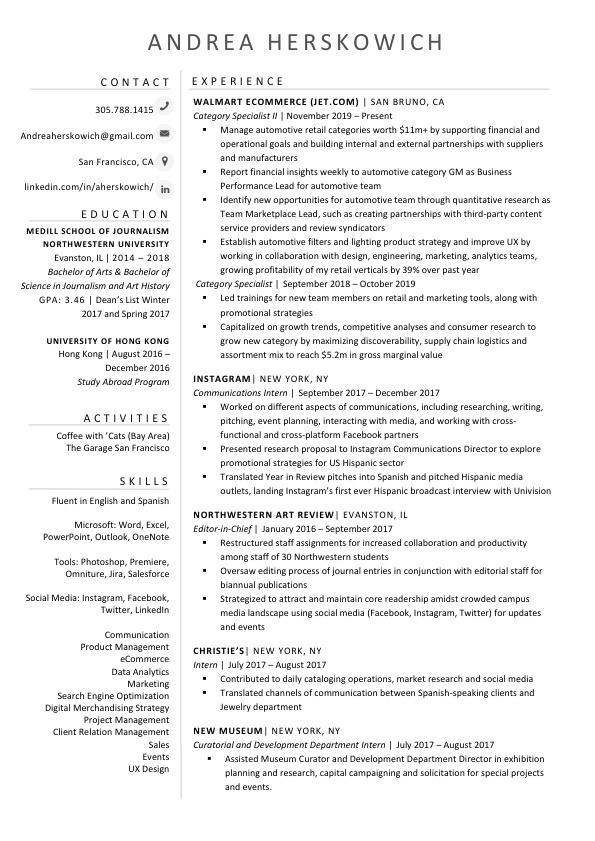 ANDREA HERSKOWICH
CONTACT
305.788.1415
Andreaherskowich@gmail.com
San Francisco, CA
linkedin.com/in/aherskowich/
EDUCATION
MEDILL SCHOOL OF JOURNALISM
NORTHWESTERN UNIVERSITY
Evanston, IL | 2014 – 2018
Bachelor of Arts & Bachelor of
Science in Journalism and Art History
GPA: 3.46 | Dean's List Winter
2017 and Spring 2017
UNIVERSITY OF HONG KONG
Hong Kong | August 2016 –
December 2016
Study Abroad Program
ACTIVITIES
Coffee with 'Cats (Bay Area)
The Garage San Francisco
SKILLS
Fluent in English and Spanish
Microsoft: Word, Excel,
PowerPoint, Outlook, OneNote
Tools: Photoshop, Premiere,
Omniture, Jira, Salesforce
Social Media: Instagram, Facebook,
Twitter, LinkedIn
Communication
Product Management
eCommerce
Data Analytics
Marketing
Search Engine Optimization
Digital Merchandising Strategy
Project Management
Client Relation Management
Sales
Events
UX Design
EXPERIENCE
WALMART ECOMMERCE (JET.COM) | SAN BRUNO, CA
Category Specialist II | November 2019 – Present
▪ Manage automotive retail categories worth $11m+ by supporting financial and
operational goals and building internal and external partnerships with suppliers
and manufacturers
▪ Report financial insights weekly to automotive category GM as Business
Performance Lead for automotive team
▪ Identify new opportunities for automotive team through quantitative research as
Team Marketplace Lead, such as creating partnerships with third-party content
service providers and review syndicators
▪ Establish automotive filters and lighting product strategy and improve UX by
working in collaboration with design, engineering, marketing, analytics teams,
growing profitability of my retail verticals by 39% over past year
Category Specialist | September 2018 – October 2019
▪ Led trainings for new team members on retail and marketing tools, along with
promotional strategies
▪ Capitalized on growth trends, competitive analyses and consumer research to
grow new category by maximizing discoverability, supply chain logistics and
assortment mix to reach $5.2m in gross marginal value
INSTAGRAM| NEW YORK, NY
Communications Intern | September 2017 – December 2017
▪ Worked on different aspects of communications, including researching, writing,
pitching, event planning, interacting with media, and working with cross-
functional and cross-platform Facebook partners
▪ Presented research proposal to Instagram Communications Director to explore
promotional strategies for US Hispanic sector
▪ Translated Year in Review pitches into Spanish and pitched Hispanic media
outlets, landing Instagram's first ever Hispanic broadcast interview with Univision
NORTHWESTERN ART REVIEW| EVANSTON, IL
Editor-in-Chief | January 2016 – September 2017
▪ Restructured staff assignments for increased collaboration and productivity
among staff of 30 Northwestern students
▪ Oversaw editing process of journal entries in conjunction with editorial staff for
biannual publications
▪ Strategized to attract and maintain core readership amidst crowded campus
media landscape using social media (Facebook, Instagram, Twitter) for updates
and events
CHRISTIE'S| NEW YORK, NY
Intern | July 2017 – August 2017
▪ Contributed to daily cataloging operations, market research and social media
▪ Translated channels of communication between Spanish-speaking clients and
Jewelry department
NEW MUSEUM| NEW YORK, NY
Curatorial and Development Department Intern | July 2017 – August 2017
▪ Assisted Museum Curator and Development Department Director in exhibition
planning and research, capital campaigning and solicitation for special projects
and events.